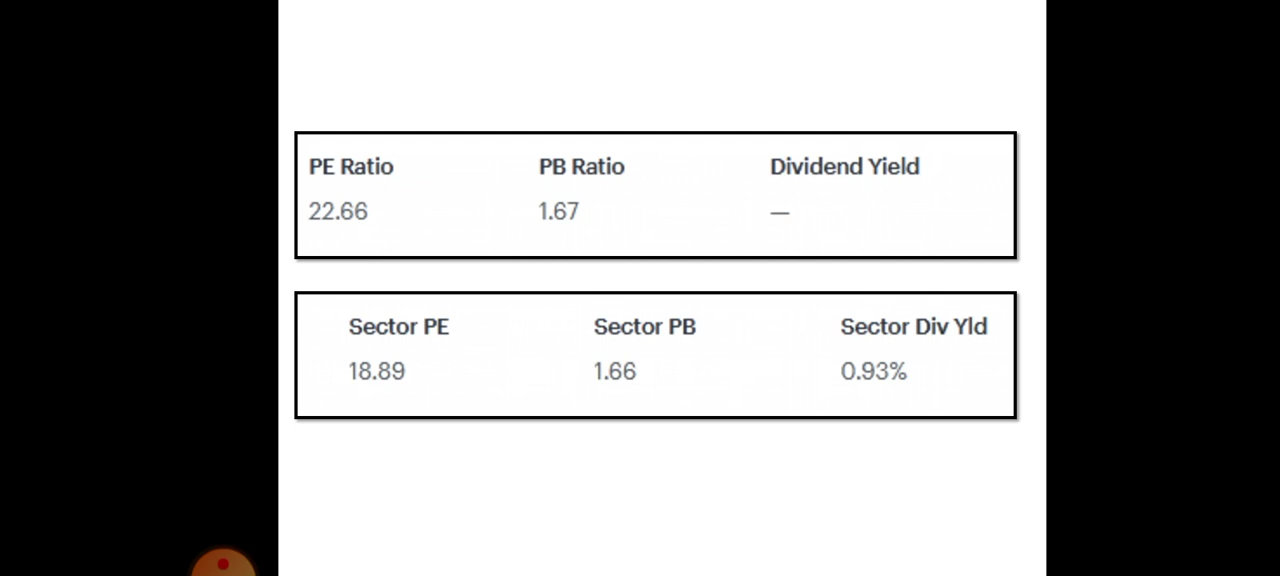 PE Ratio PB Ratio Dividend Yield
22.66 1.67 —
Sector PE Sector PB Sector Div Yld
18.89 1.66 0.93%